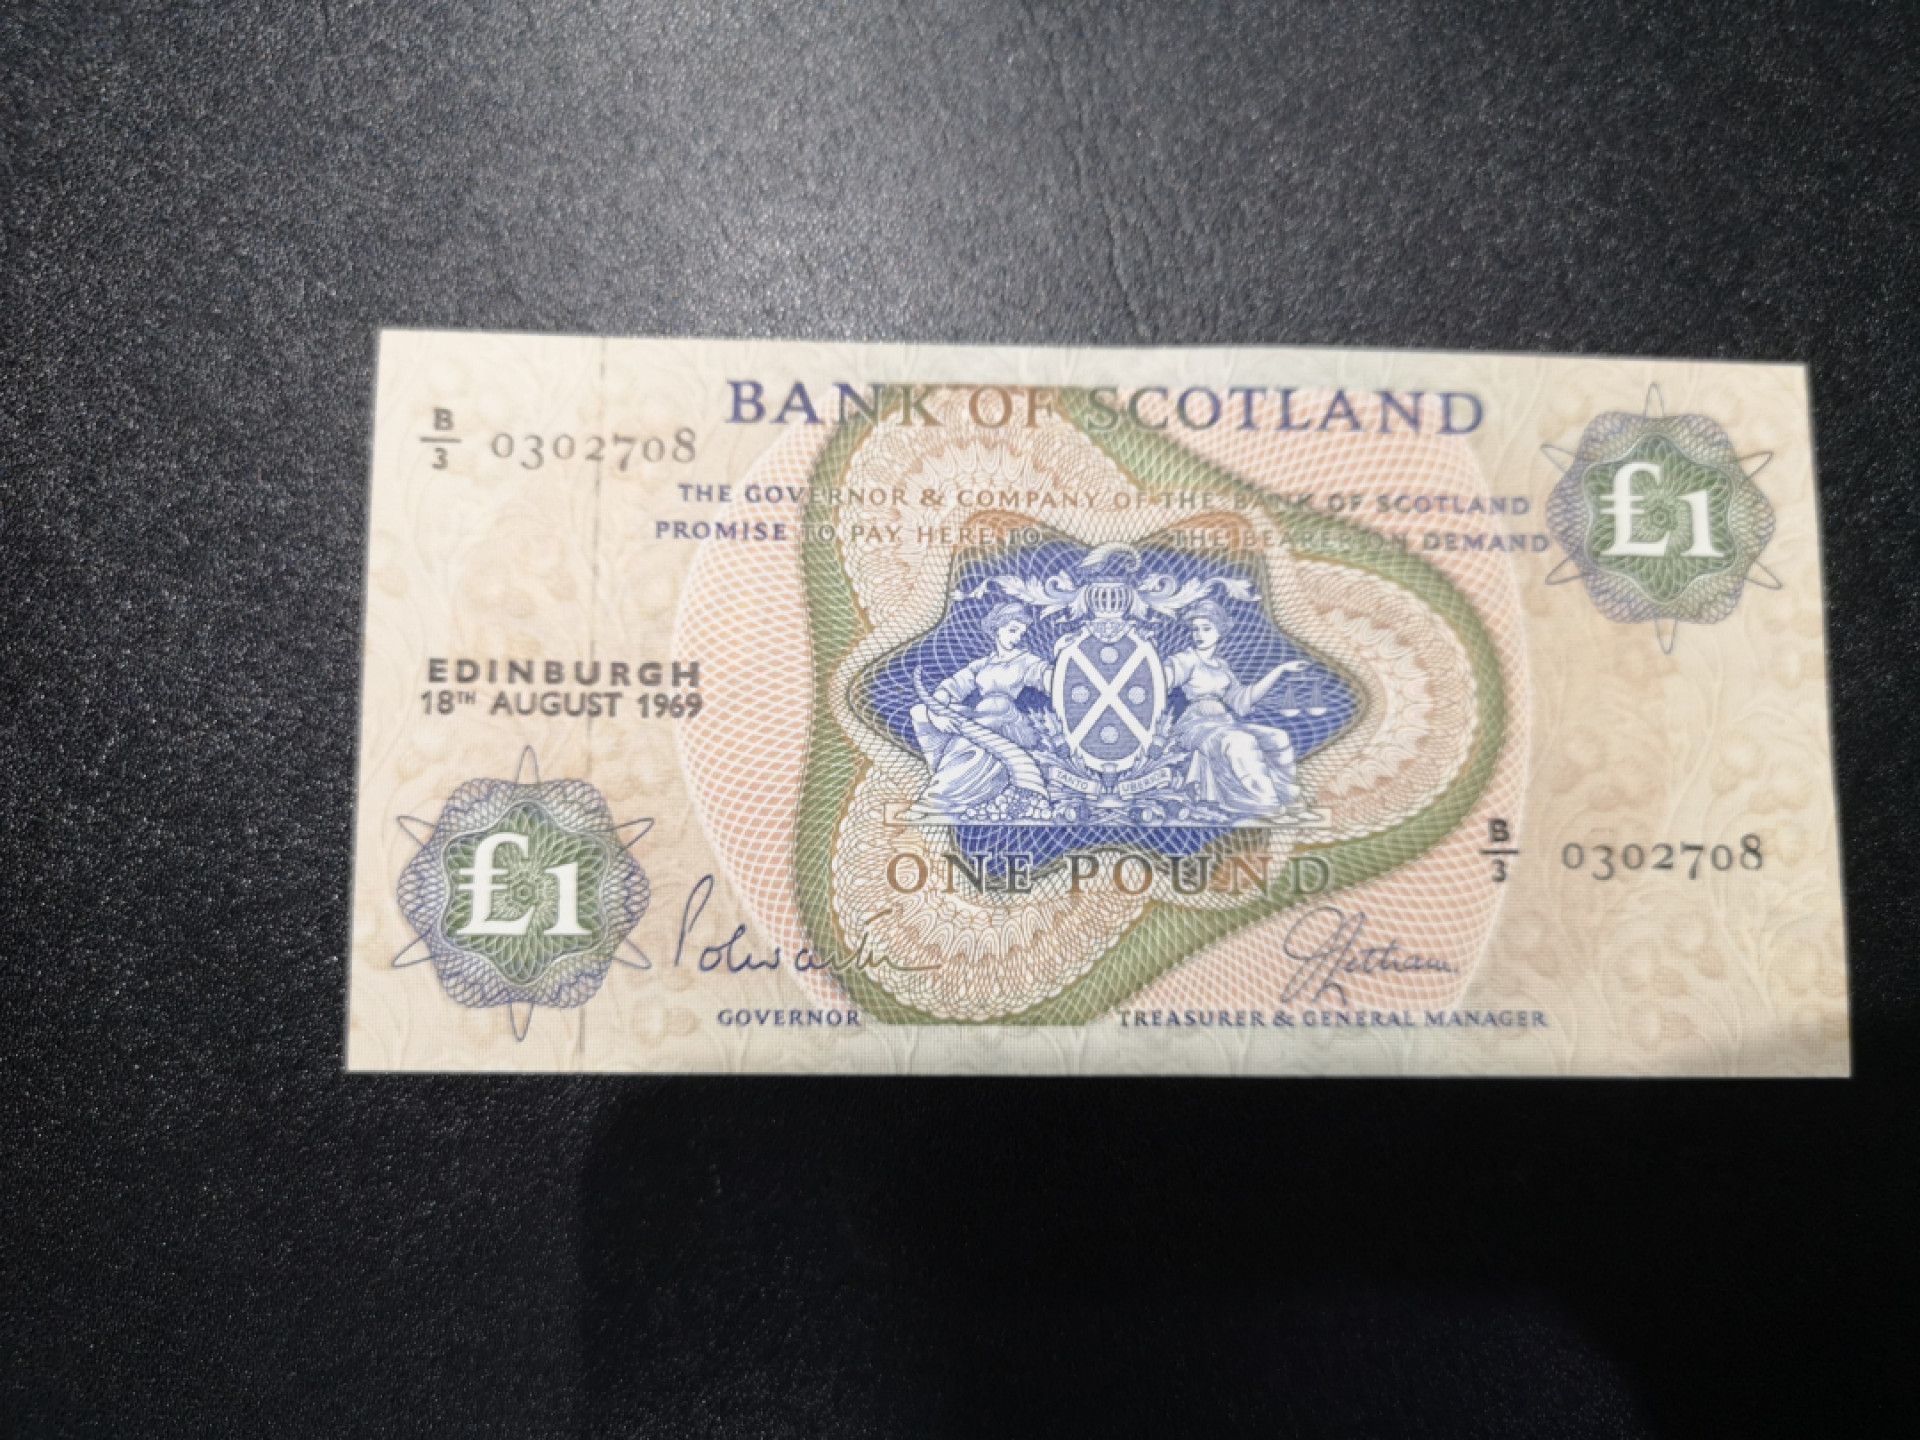 BANK OF SCOTLAND
B/3 0302708
£1
THE GOVERNOR & COMPANY OF THE BANK OF SCOTLAND
PROMISE TO PAY HERE TO THE BEARER ON DEMAND
EDINBURGH
18TH AUGUST 1969
TANTO UBERIOR
ONE POUND
B/3 0302708
£1
Polwarth
GOVERNOR
TREASURER & GENERAL MANAGER